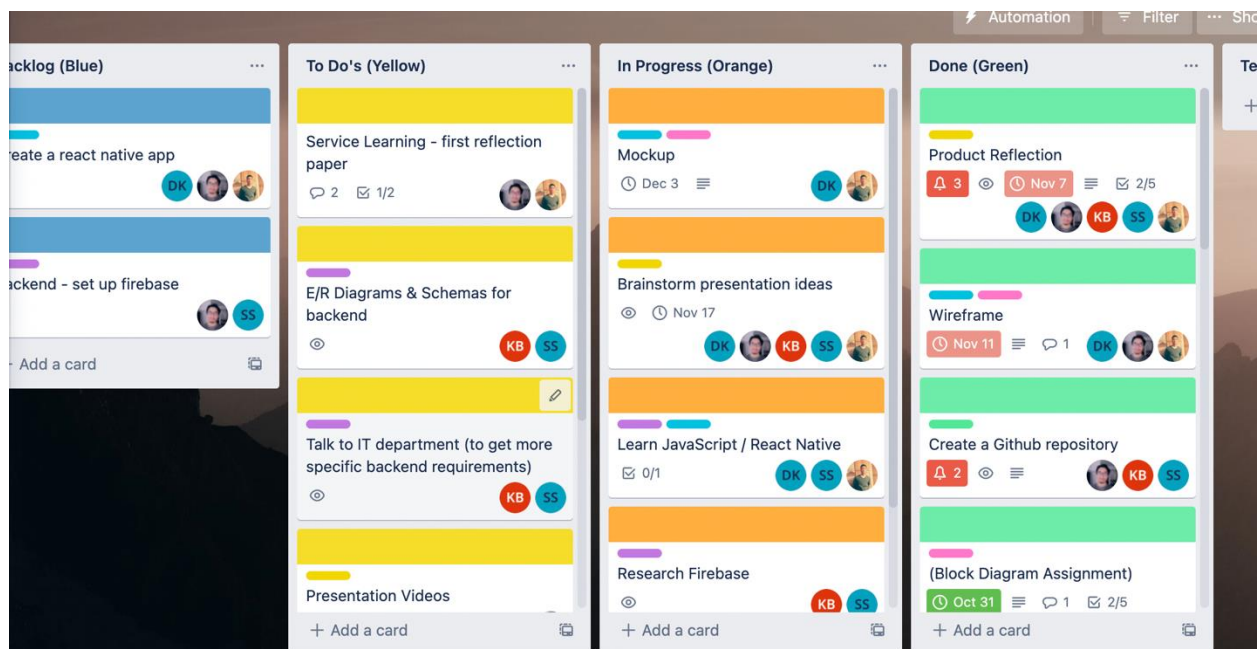 Automation
Filter
Sho
acklog (Blue)
reate a react native app
DK
ackend - set up firebase
SS
Add a card
To Do's (Yellow)
Service Learning - first reflection
paper
2 1/2
E/R Diagrams & Schemas for
backend
KB SS
Talk to IT department (to get more
specific backend requirements)
KB SS
Presentation Videos
+ Add a card
In Progress (Orange)
Mockup
Dec 3 DK
Brainstorm presentation ideas
Nov 17
DK KB SS
Learn JavaScript / React Native
0/1 DK SS
Research Firebase
KB SS
+ Add a card
Done (Green)
Product Reflection
3 Nov 7 2/5
DK KB SS
Wireframe
Nov 11 1 DK
Create a Github repository
2 KB SS
(Block Diagram Assignment)
Oct 31 1 2/5
+ Add a card
Te
+